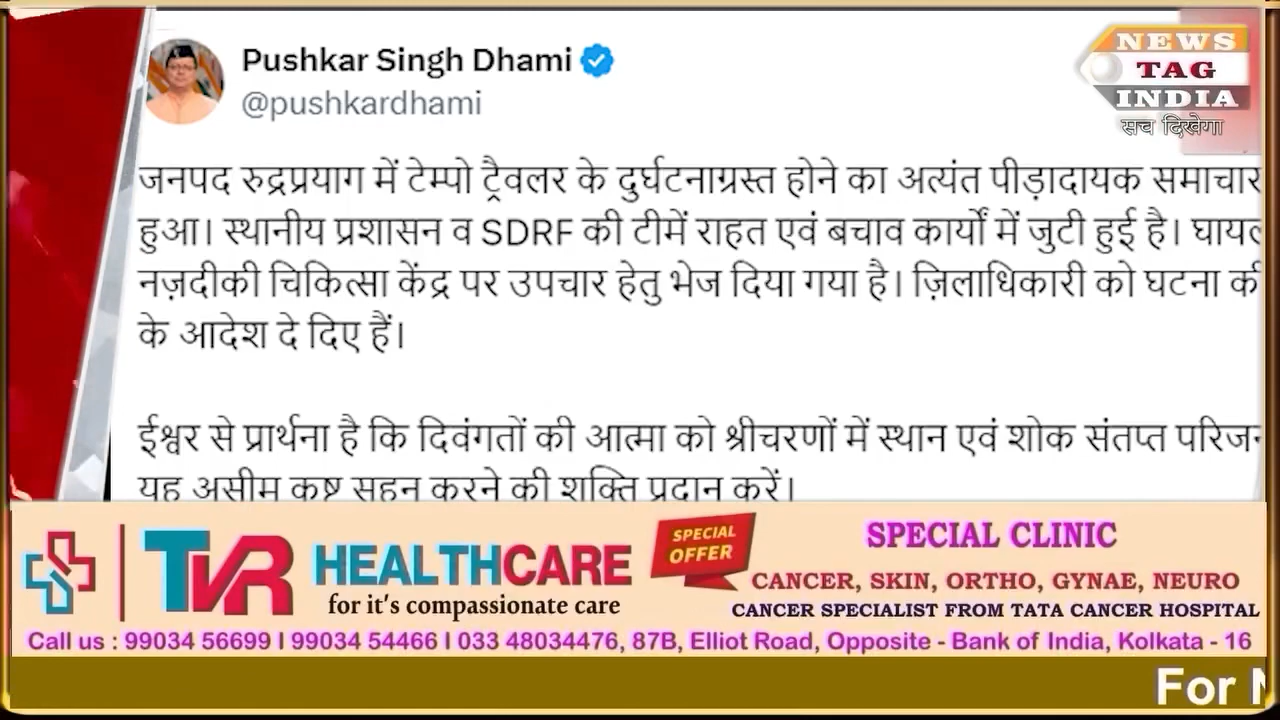 Pushkar Singh Dhami
@pushkardhami
NEWS
TAG
INDIA
सच दिखेगा
जनपद रुद्रप्रयाग में टेम्पो ट्रैवलर के दुर्घटनाग्रस्त होने का अत्यंत पीड़ादायक समाचार
हुआ। स्थानीय प्रशासन व SDRF की टीमें राहत एवं बचाव कार्यों में जुटी हुई है।
नज़दीकी चिकित्सा केंद्र पर उपचार हेतु भेज दिया गया है। ज़िलाधिकारी को घटना की
के आदेश दे दिए हैं।
ईश्वर से प्रार्थना है कि दिवंगतों की आत्मा को श्रीचरणों में स्थान एवं शोक संतप्त
यह असीम कष्ट सहन करने की शक्ति प्रदान करें।
TVR HEALTHCARE
for it's compassionate care
SPECIAL
OFFER
SPECIAL CLINIC
CANCER, SKIN, ORTHO, GYNAE, NEURO
CANCER SPECIALIST FROM TATA CANCER HOSPITAL
Call us : 99034 56699 I 99034 54466 I 033 48034476, 87B, Elliot Road, Opposite - Bank of India, Kolkata - 16
For